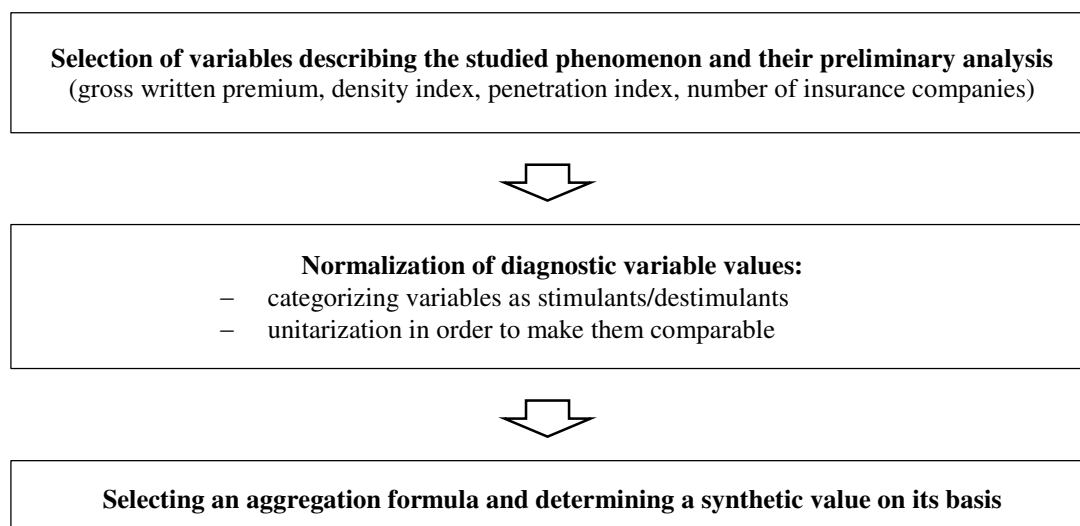 Selection of variables describing the studied phenomenon and their preliminary analysis
(gross written premium, density index, penetration index, number of insurance companies)
Normalization of diagnostic variable values:
– categorizing variables as stimulants/destimulants
– unitarization in order to make them comparable
Selecting an aggregation formula and determining a synthetic value on its basis